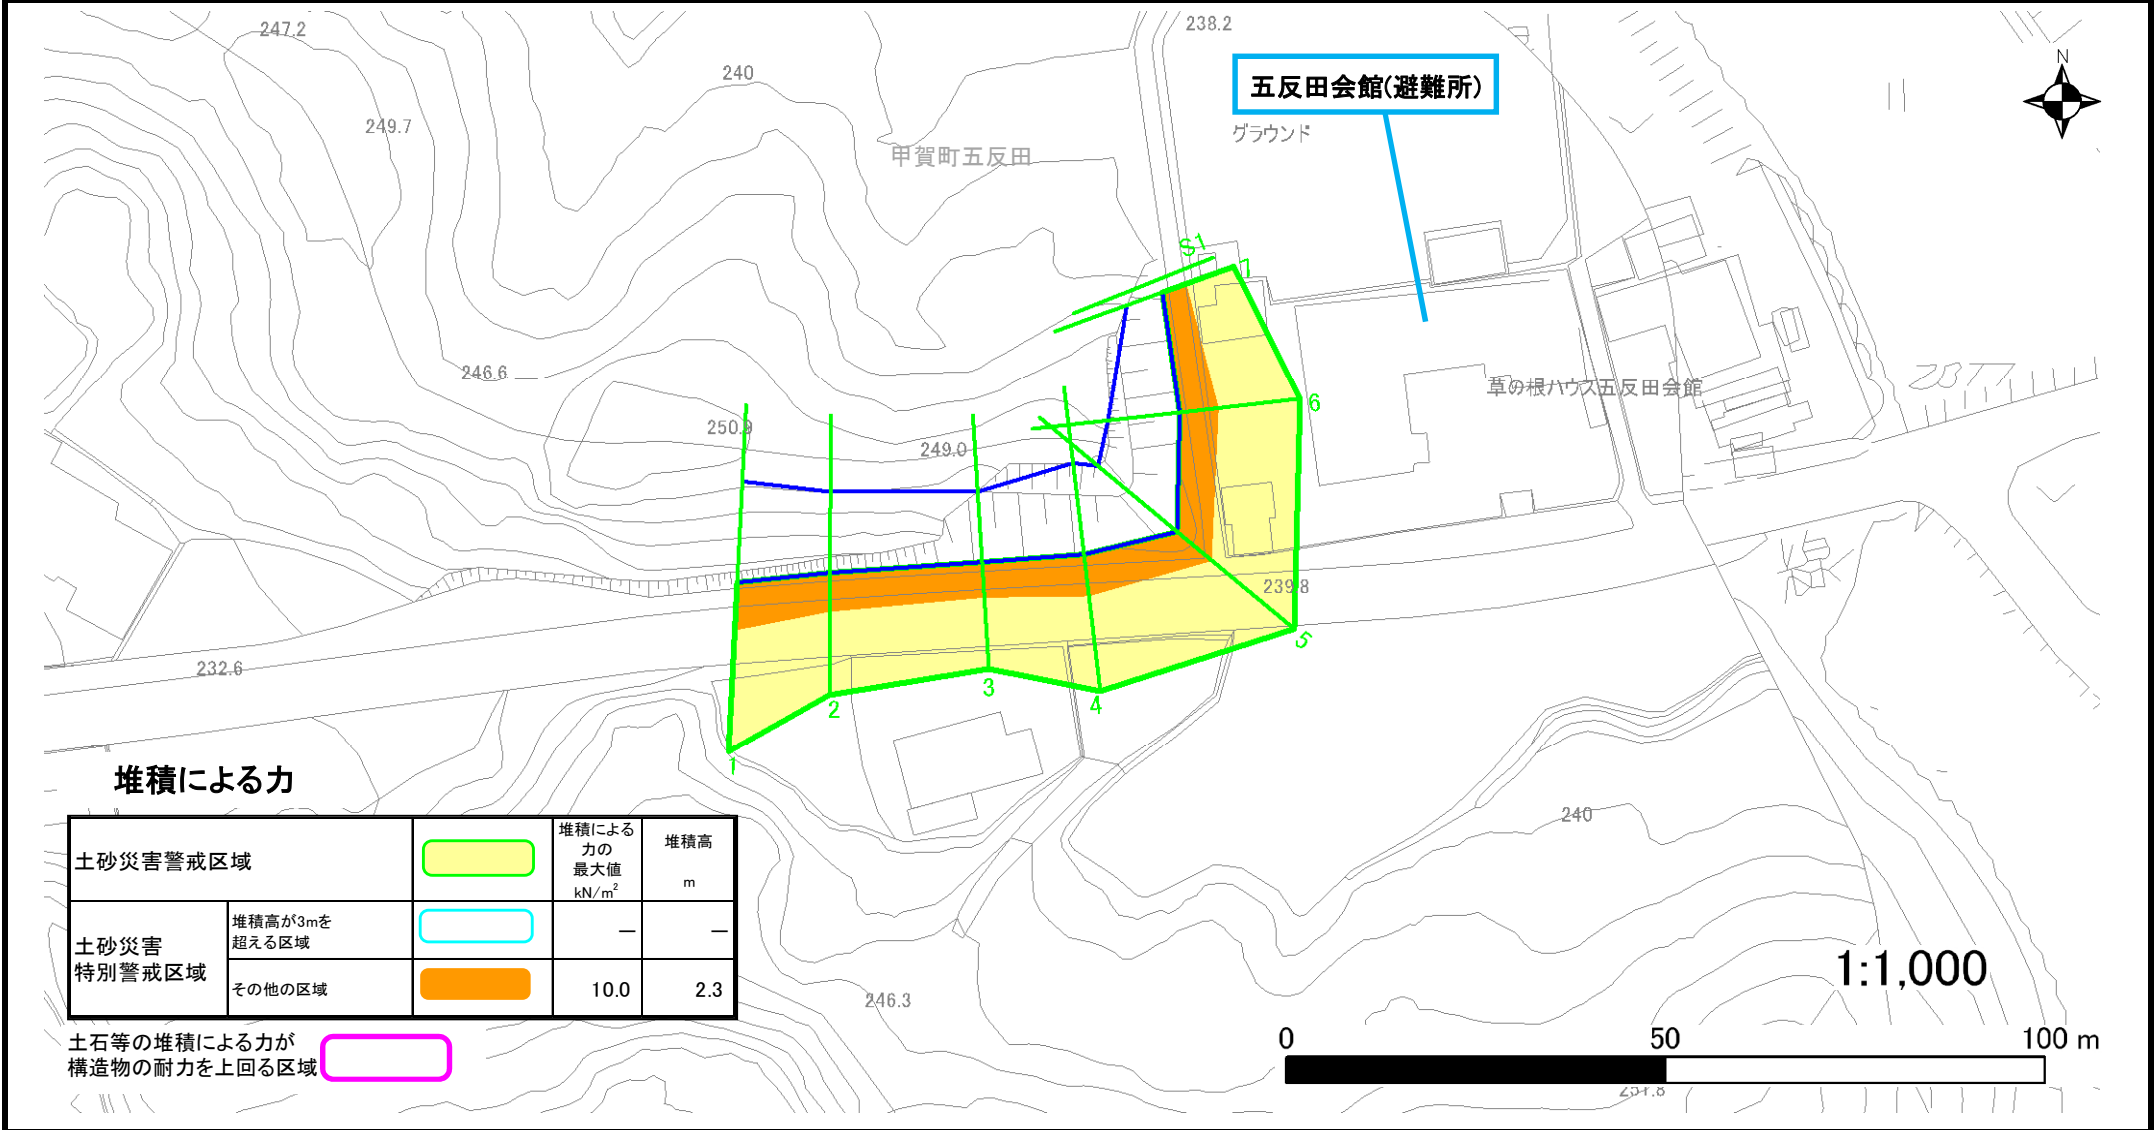 247.2
238.2
N
240
五反田会館(避難所)
249.7
グラウンド
甲賀町五反田
S1
7
246.6
草の根ハウス五反田会館
6
250.9
249.0
239.8
5
232.6
3
4
2
1
堆積による力
土砂災害警戒区域
堆積による
力の
最大値
kN/m²
堆積高
m
土砂災害
特別警戒区域
堆積高が3mを
超える区域
―
―
その他の区域
10.0
2.3
240
246.3
1:1,000
土石等の堆積による力が
構造物の耐力を上回る区域
0
50
100 m
251.8